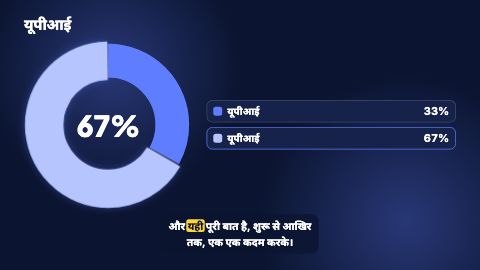 यूपीआई
67%
यूपीआई 33%
यूपीआई 67%
और यही पूरी बात है, शुरू से आखिर
तक, एक एक कदम करके।